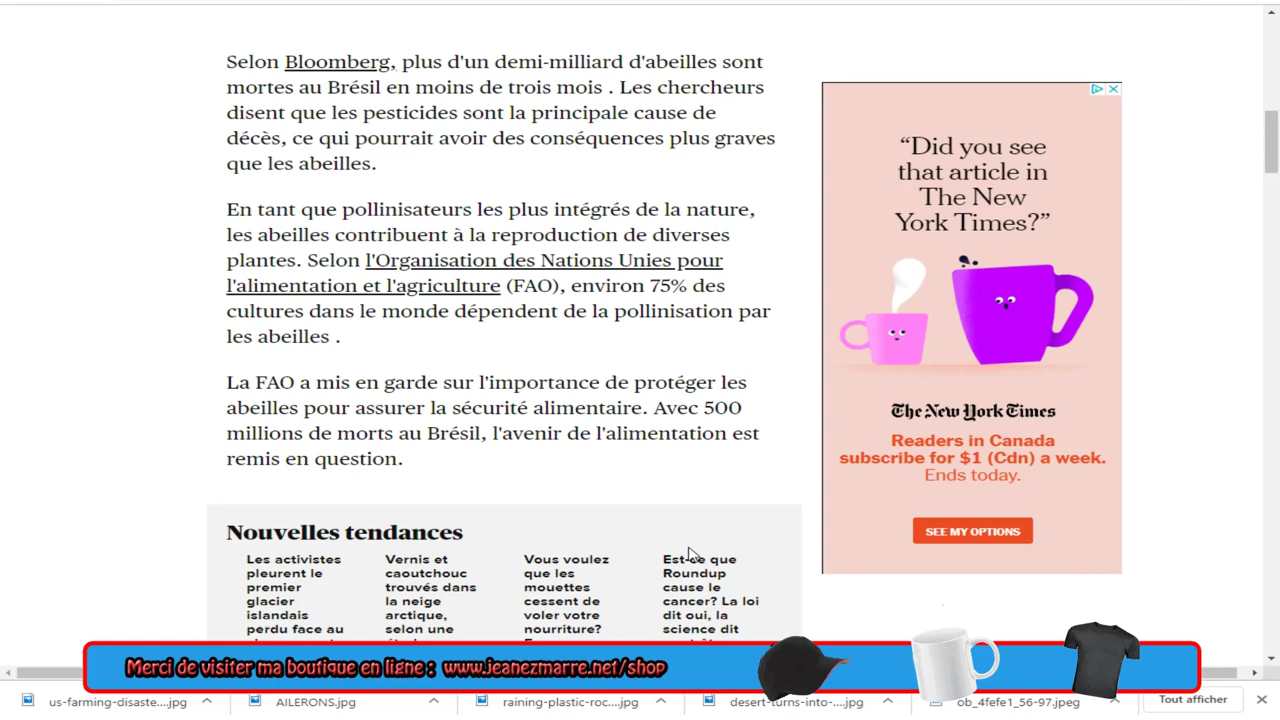 Selon Bloomberg, plus d'un demi-milliard d'abeilles sont
mortes au Brésil en moins de trois mois . Les chercheurs
disent que les pesticides sont la principale cause de
décès, ce qui pourrait avoir des conséquences plus graves
que les abeilles.
En tant que pollinisateurs les plus intégrés de la nature,
les abeilles contribuent à la reproduction de diverses
plantes. Selon l'Organisation des Nations Unies pour
l'alimentation et l'agriculture (FAO), environ 75% des
cultures dans le monde dépendent de la pollinisation par
les abeilles .
La FAO a mis en garde sur l'importance de protéger les
abeilles pour assurer la sécurité alimentaire. Avec 500
millions de morts au Brésil, l'avenir de l'alimentation est
remis en question.
“Did you see
that article in
The New
York Times?”
The New York Times
Readers in Canada
subscribe for $1 (Cdn) a week.
Ends today.
SEE MY OPTIONS
Nouvelles tendances
Les activistes
pleurent le
premier
glacier
islandais
perdu face au
Vernis et
caoutchouc
trouvés dans
la neige
arctique,
selon une
Vous voulez
que les
mouettes
cessent de
voler votre
nourriture?
Est-ce que
Roundup
cause le
cancer? La loi
dit oui, la
science dit
Merci de visiter ma boutique en ligne : www.jeanezmarre.net/shop
us-farming-disaste....jpg
AILERONS.jpg
raining-plastic-roc....jpg
desert-turns-into-....jpg
ob_4fefe1_56-97.jpeg
Tout afficher